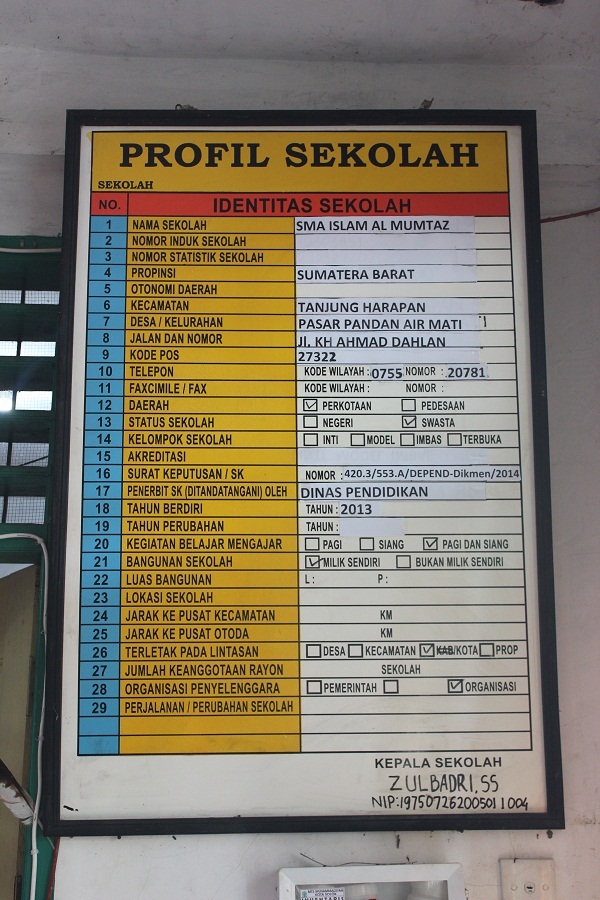 PROFIL SEKOLAH
SEKOLAH
NO. IDENTITAS SEKOLAH
1 NAMA SEKOLAH SMA ISLAM AL MUMTAZ
2 NOMOR INDUK SEKOLAH
3 NOMOR STATISTIK SEKOLAH
4 PROPINSI SUMATERA BARAT
5 OTONOMI DAERAH
6 KECAMATAN TANJUNG HARAPAN
7 DESA / KELURAHAN PASAR PANDAN AIR MATI
8 JALAN DAN NOMOR Jl. KH AHMAD DAHLAN
9 KODE POS 27322
10 TELEPON KODE WILAYAH : 0755 NOMOR : 20781
11 FAXCIMILE / FAX KODE WILAYAH : NOMOR :
12 DAERAH PERKOTAAN PEDESAAN
13 STATUS SEKOLAH NEGERI SWASTA
14 KELOMPOK SEKOLAH INTI MODEL IMBAS TERBUKA
15 AKREDITASI
16 SURAT KEPUTUSAN / SK NOMOR : 420.3/553.A/DEPEND-Dikmen/2014
17 PENERBIT SK (DITANDATANGANI) OLEH DINAS PENDIDIKAN
18 TAHUN BERDIRI TAHUN : 2013
19 TAHUN PERUBAHAN TAHUN :
20 KEGIATAN BELAJAR MENGAJAR PAGI SIANG PAGI DAN SIANG
21 BANGUNAN SEKOLAH MILIK SENDIRI BUKAN MILIK SENDIRI
22 LUAS BANGUNAN L : P :
23 LOKASI SEKOLAH
24 JARAK KE PUSAT KECAMATAN KM
25 JARAK KE PUSAT OTODA KM
26 TERLETAK PADA LINTASAN DESA KECAMATAN KAB/KOTA PROP
27 JUMLAH KEANGGOTAAN RAYON SEKOLAH
28 ORGANISASI PENYELENGGARA PEMERINTAH ORGANISASI
29 PERJALANAN / PERUBAHAN SEKOLAH
KEPALA SEKOLAH
ZULBADRI, SS
NIP: 197507262005011004
INVENTARIS